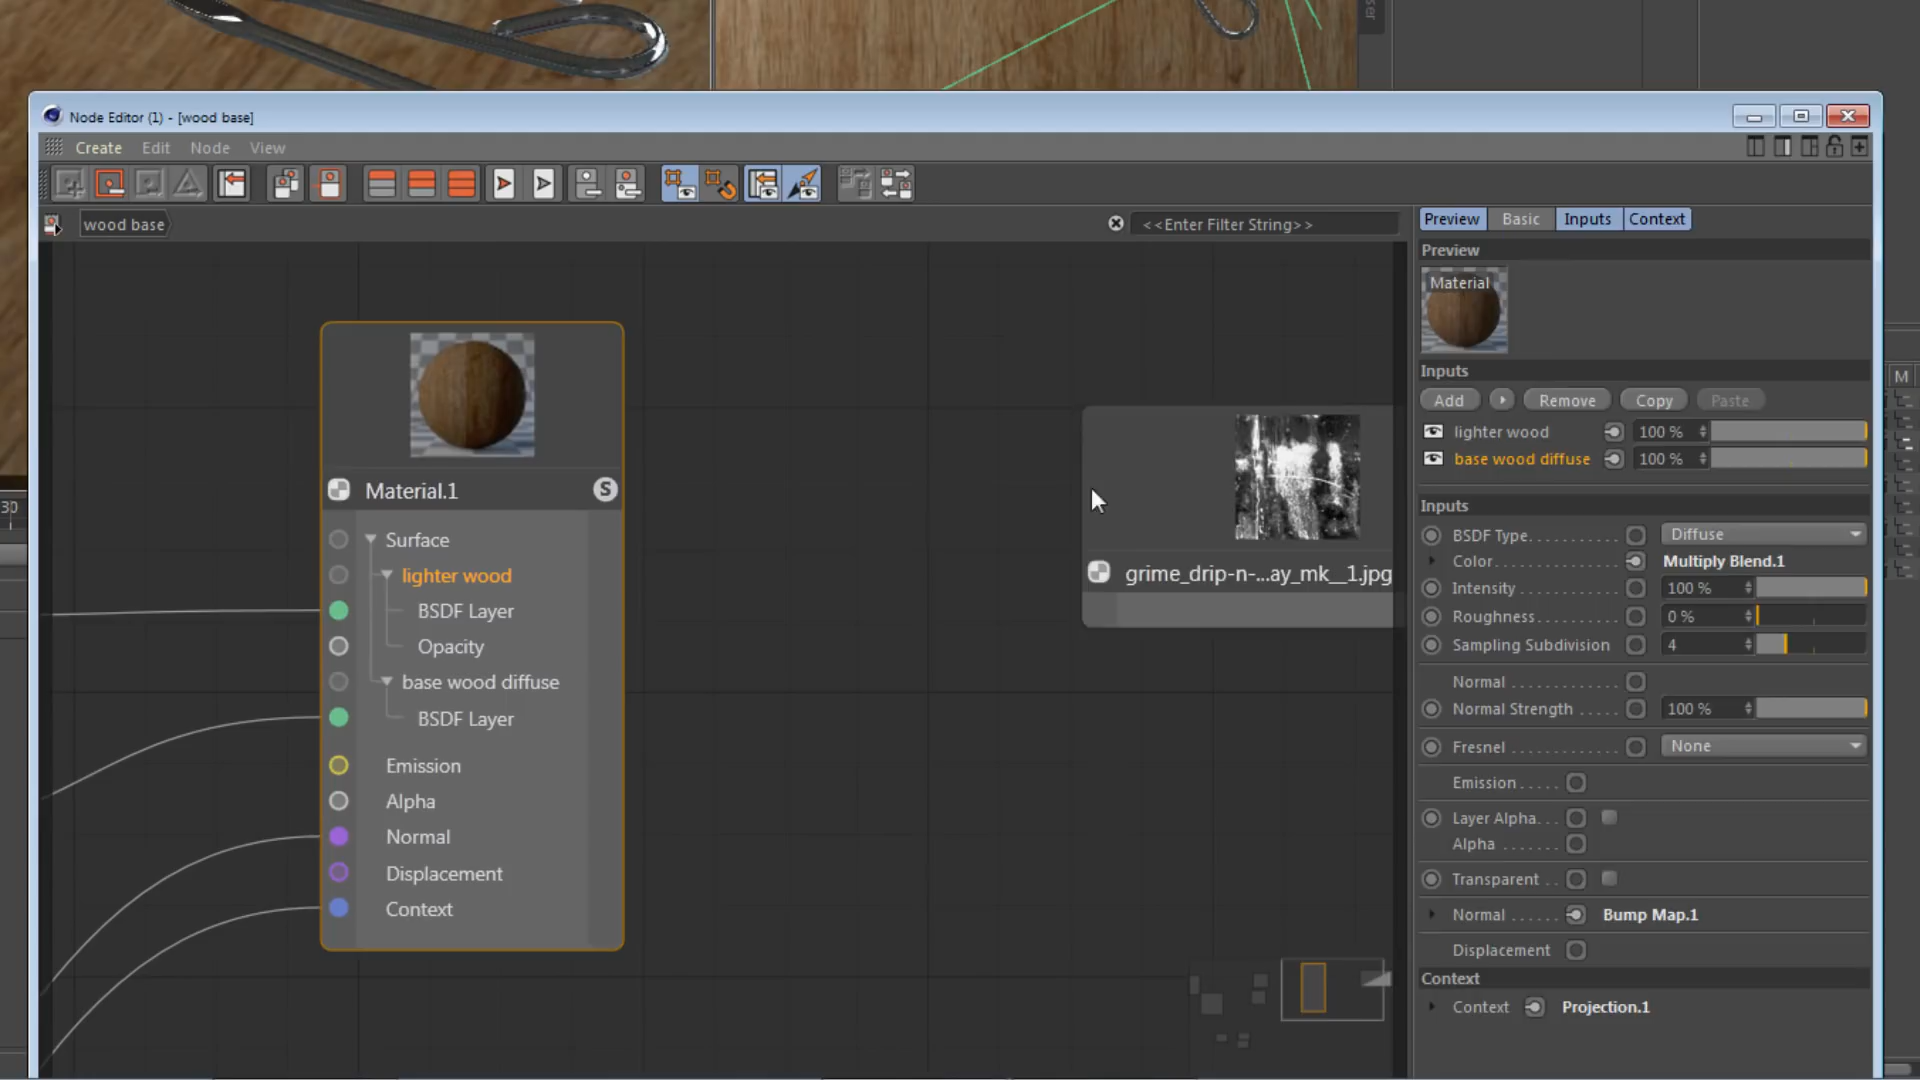 Node Editor (1) - [wood base]
Create Edit Node View
wood base
<<Enter Filter String>>
Preview Basic Inputs Context
Preview
Material
Inputs
Add Remove Copy Paste
lighter wood 100 %
base wood diffuse 100 %
Inputs
BSDF Type Diffuse
Color Multiply Blend.1
Intensity 100 %
Roughness 0 %
Sampling Subdivision 4
Normal
Normal Strength 100 %
Fresnel None
Emission
Layer Alpha
Alpha
Transparent
Normal Bump Map.1
Displacement
Context
Context Projection.1
Material.1 S
Surface
lighter wood
BSDF Layer
Opacity
base wood diffuse
BSDF Layer
Emission
Alpha
Normal
Displacement
Context
grime_drip-n-...ay_mk__1.jpg
30
M